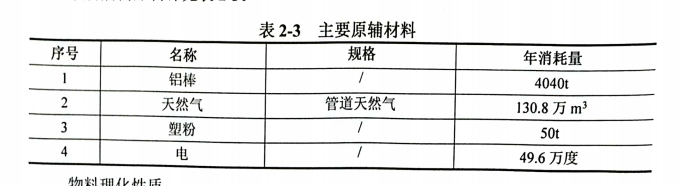 表 2-3 主要原辅材料
序号 名称 规格 年消耗量
1 铝棒 / 4040t
2 天然气 管道天然气 130.8 万 m³
3 塑粉 / 50t
4 电 / 49.6 万度
物料理化性质